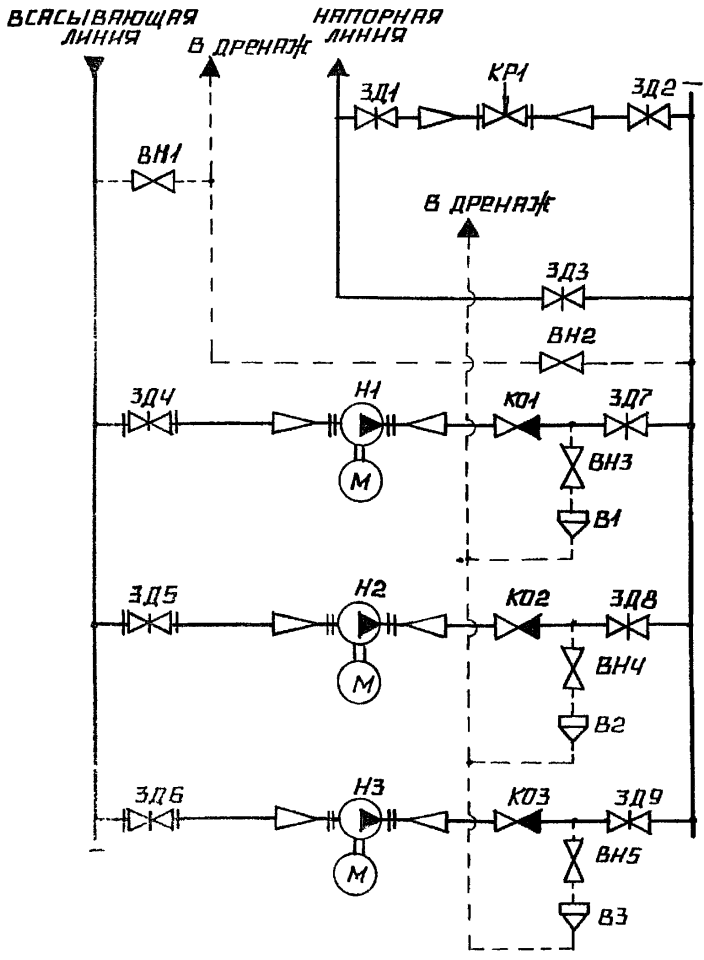 ВСАСЫВАЮЩАЯ
ЛИНИЯ
В ДРЕНАЖ
НАПОРНАЯ
ЛИНИЯ
ЗД1
КР1
ЗД2
ВН1
В ДРЕНАЖ
ЗД3
ВН2
ЗД4
Н1
КО1
ЗД7
ВН3
М
В1
ЗД5
Н2
КО2
ЗД8
ВН4
М
В2
ЗД6
Н3
КО3
ЗД9
ВН5
М
В3